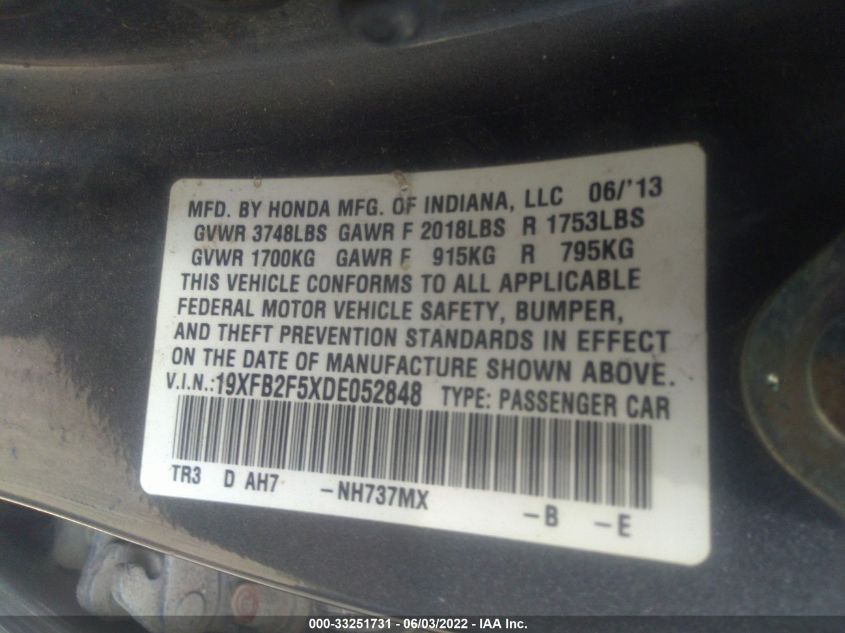 MFD. BY HONDA MFG. OF INDIANA, LLC 06/'13
GVWR 3748LBS GAWR F 2018LBS R 1753LBS
GVWR 1700KG GAWR F 915KG R 795KG
THIS VEHICLE CONFORMS TO ALL APPLICABLE
FEDERAL MOTOR VEHICLE SAFETY, BUMPER,
AND THEFT PREVENTION STANDARDS IN EFFECT
ON THE DATE OF MANUFACTURE SHOWN ABOVE.
V.I.N.:19XFB2F5XDE052848 TYPE: PASSENGER CAR
TR3 D AH7 -NH737MX -B -E
000-33251731 - 06/03/2022 - IAA Inc.